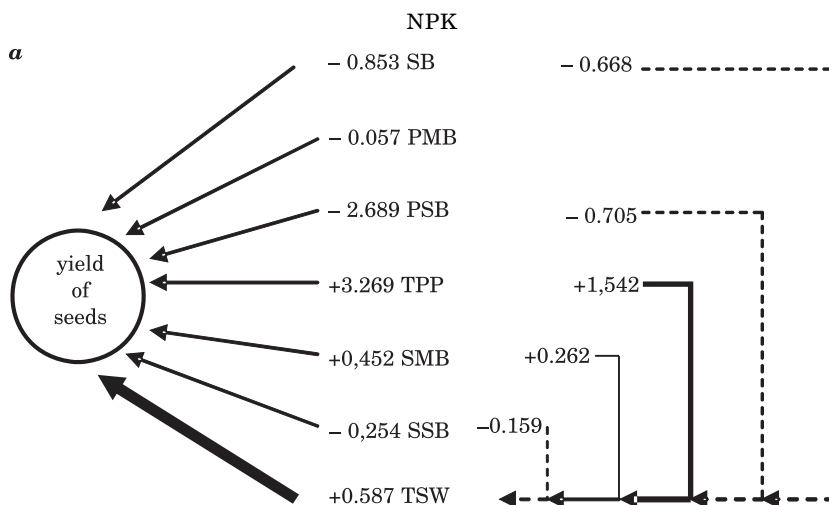 NPK
a
– 0.853 SB – 0.668
– 0.057 PMB
– 2.689 PSB – 0.705
yield
of
seeds
+3.269 TPP +1,542
+0,452 SMB +0.262
– 0,254 SSB –0.159
+0.587 TSW